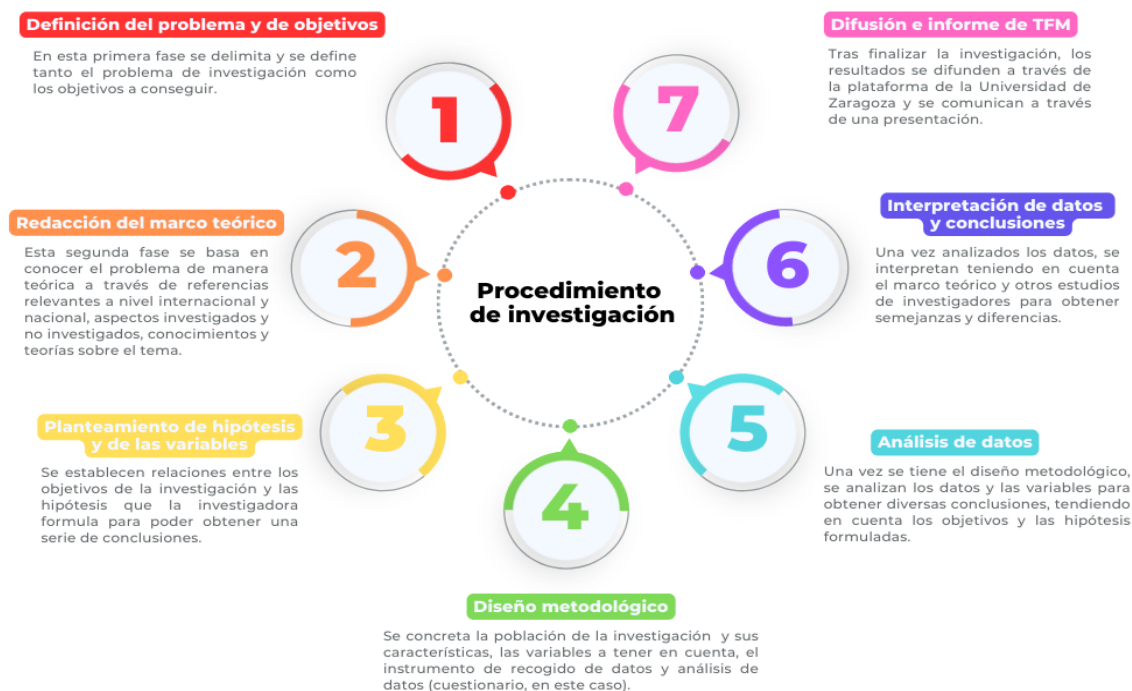 Definición del problema y de objetivos
En esta primera fase se delimita y se define
tanto el problema de investigación como
los objetivos a conseguir.
1
Redacción del marco teórico
Esta segunda fase se basa en
conocer el problema de manera
teórica a través de referencias
relevantes a nivel internacional y
nacional, aspectos investigados y
no investigados, conocimientos y
teorías sobre el tema.
2
Planteamiento de hipótesis
y de las variables
Se establecen relaciones entre los
objetivos de la investigación y las
hipótesis que la investigadora
formula para poder obtener una
serie de conclusiones.
3
Procedimiento
de investigación
4
Diseño metodológico
Se concreta la población de la investigación y sus
características, las variables a tener en cuenta, el
instrumento de recogido de datos y análisis de
datos (cuestionario, en este caso).
5
Análisis de datos
Una vez se tiene el diseño metodológico,
se analizan los datos y las variables para
obtener diversas conclusiones, tendiendo
en cuenta los objetivos y las hipótesis
formuladas.
6
Interpretación de datos
y conclusiones
Una vez analizados los datos, se
interpretan teniendo en cuenta
el marco teórico y otros estudios
de investigadores para obtener
semejanzas y diferencias.
7
Difusión e informe de TFM
Tras finalizar la investigación, los
resultados se difunden a través de
la plataforma de la Universidad de
Zaragoza y se comunican a través
de una presentación.